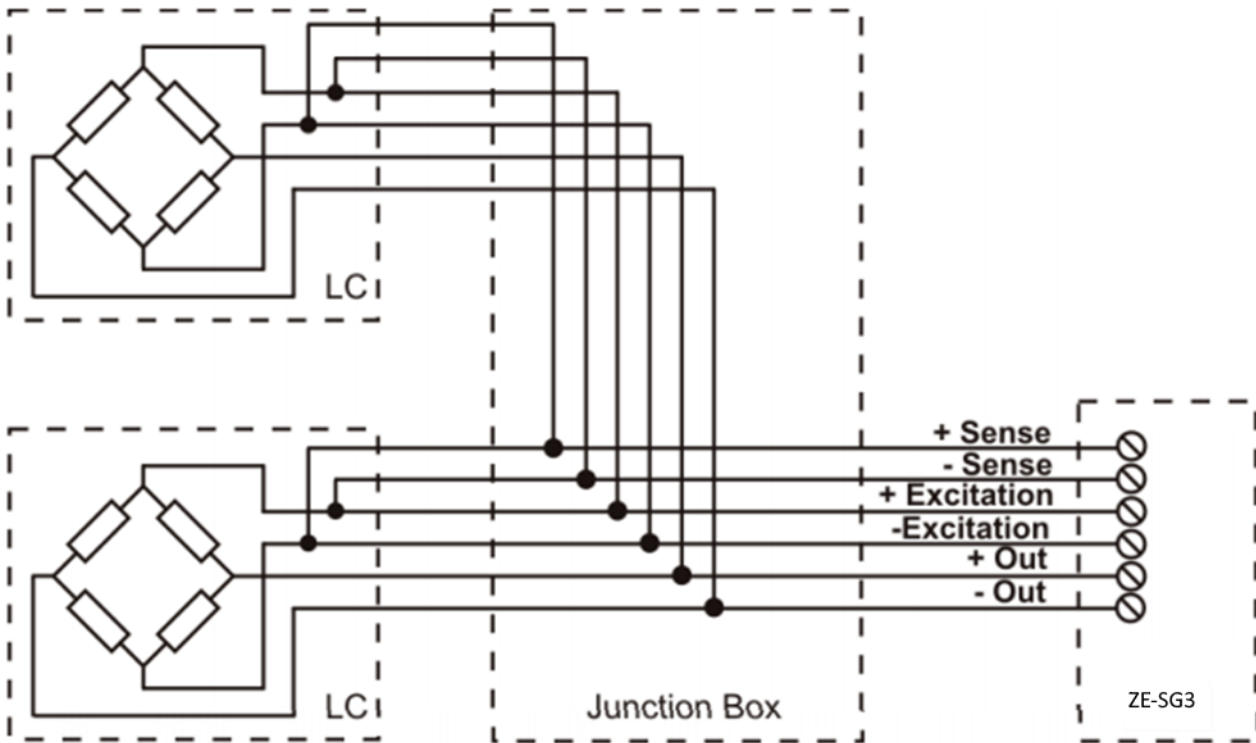 LC
+ Sense
- Sense
+ Excitation
-Excitation
+ Out
- Out
LC
Junction Box
ZE-SG3